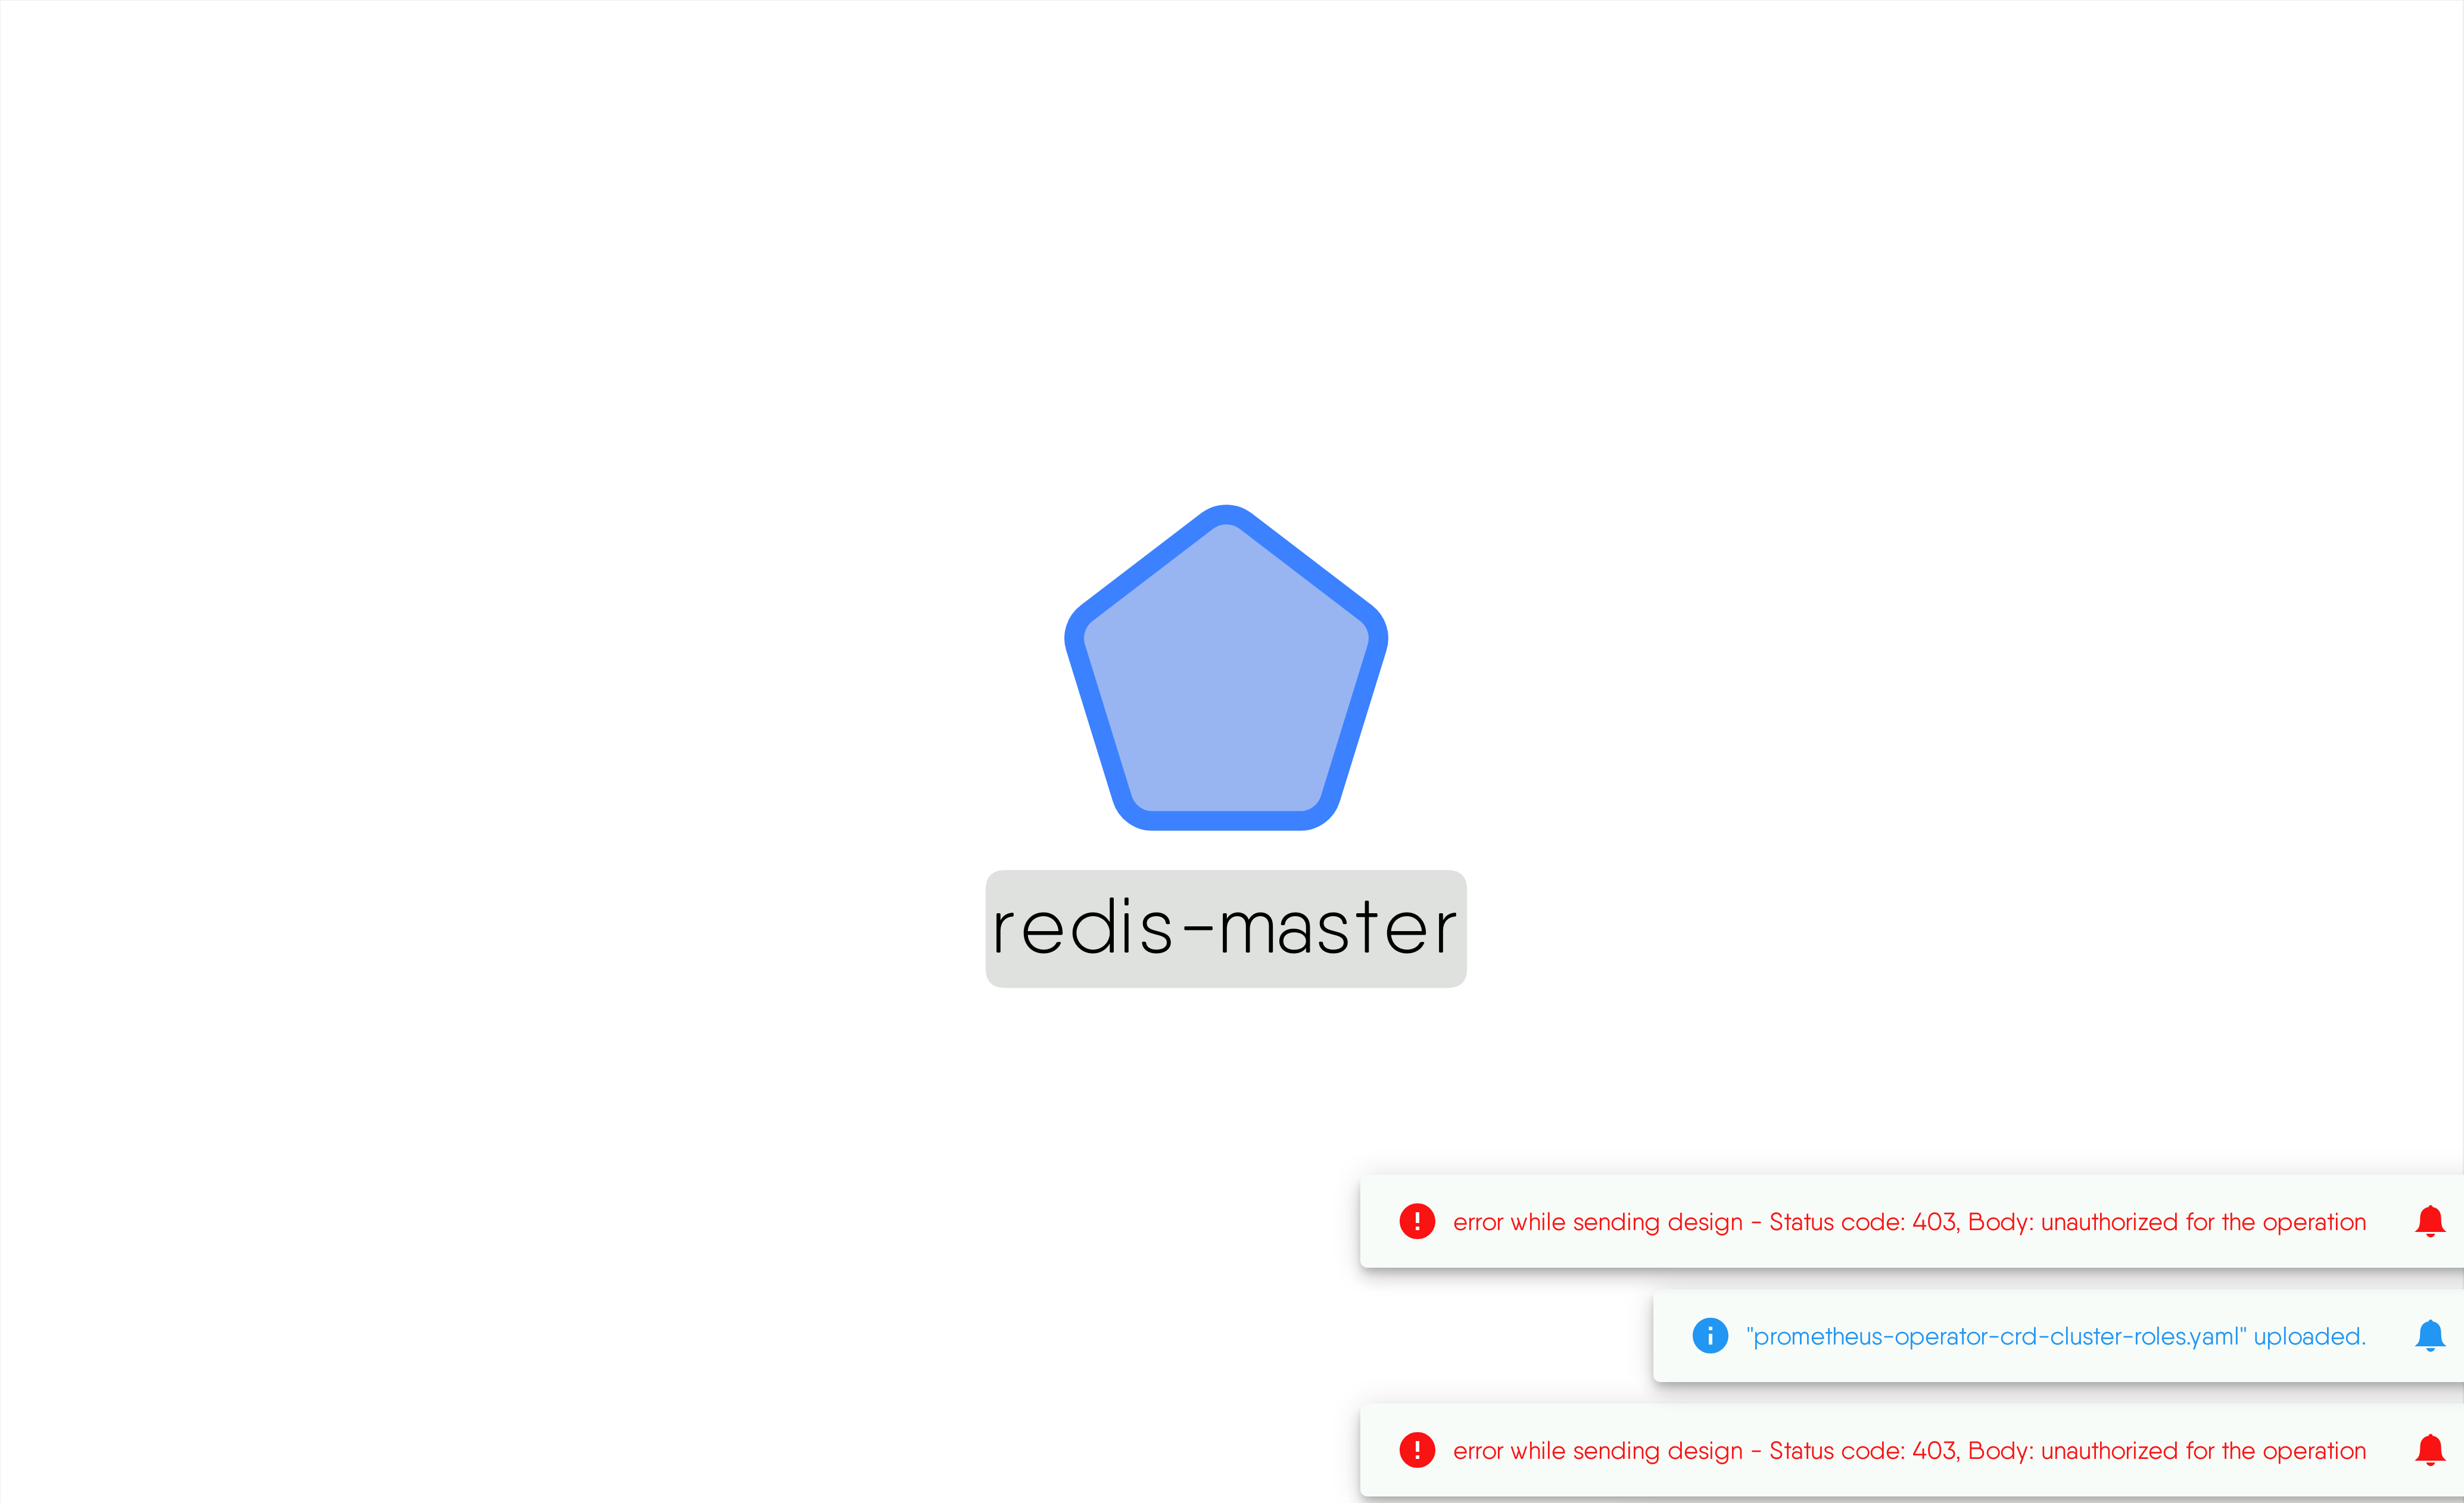 redis-master
error while sending design - Status code: 403, Body: unauthorized for the operation
"prometheus-operator-crd-cluster-roles.yaml" uploaded.
error while sending design - Status code: 403, Body: unauthorized for the operation